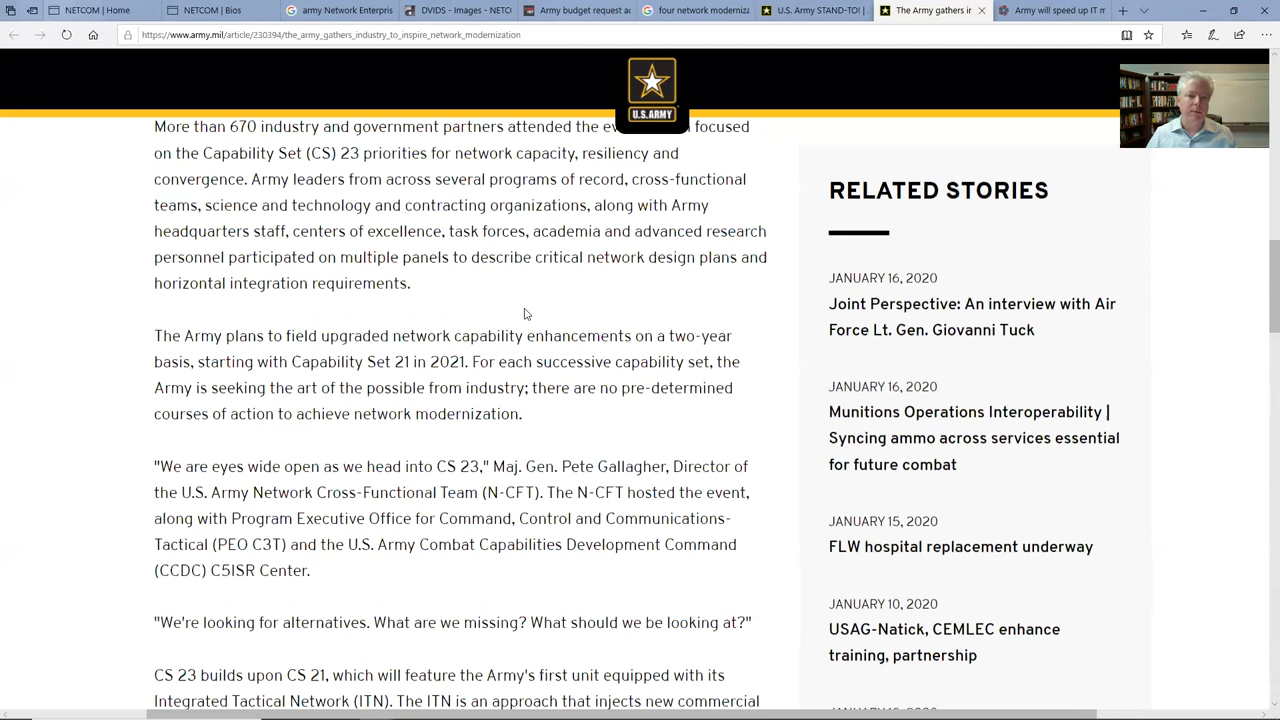 NETCOM | Home
NETCOM | Bios
army Network Enterpris
DVIDS - Images - NETCO
Army budget request ac
four network moderniza
U.S. Army STAND-TO! |
The Army gathers in
Army will speed up IT m
https://www.army.mil/article/230394/the_army_gathers_industry_to_inspire_network_modernization
U.S.ARMY
More than 670 industry and government partners attended the focused
on the Capability Set (CS) 23 priorities for network capacity, resiliency and
convergence. Army leaders from across several programs of record, cross-functional
teams, science and technology and contracting organizations, along with Army
headquarters staff, centers of excellence, task forces, academia and advanced research
personnel participated on multiple panels to describe critical network design plans and
horizontal integration requirements.
The Army plans to field upgraded network capability enhancements on a two-year
basis, starting with Capability Set 21 in 2021. For each successive capability set, the
Army is seeking the art of the possible from industry; there are no pre-determined
courses of action to achieve network modernization.
"We are eyes wide open as we head into CS 23," Maj. Gen. Pete Gallagher, Director of
the U.S. Army Network Cross-Functional Team (N-CFT). The N-CFT hosted the event,
along with Program Executive Office for Command, Control and Communications-
Tactical (PEO C3T) and the U.S. Army Combat Capabilities Development Command
(CCDC) C5ISR Center.
"We're looking for alternatives. What are we missing? What should we be looking at?"
CS 23 builds upon CS 21, which will feature the Army's first unit equipped with its
Integrated Tactical Network (ITN). The ITN is an approach that injects new commercial
RELATED STORIES
JANUARY 16, 2020
Joint Perspective: An interview with Air
Force Lt. Gen. Giovanni Tuck
JANUARY 16, 2020
Munitions Operations Interoperability |
Syncing ammo across services essential
for future combat
JANUARY 15, 2020
FLW hospital replacement underway
JANUARY 10, 2020
USAG-Natick, CEMLEC enhance
training, partnership